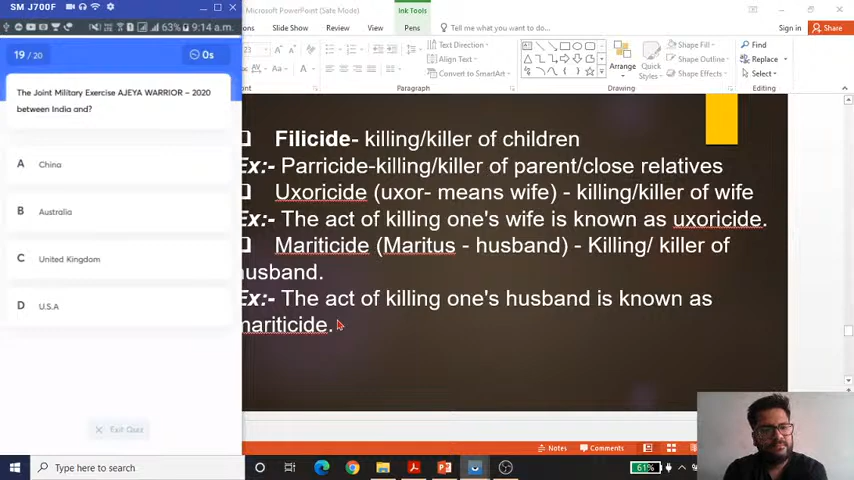 SM J700F
63% 9:14 a.m.
19 / 20
0s
The Joint Military Exercise AJEYA WARRIOR - 2020
between India and?
A China
B Australia
C United Kingdom
D U.S.A
Exit Quiz
Microsoft PowerPoint (Safe Mode)
Ink Tools
Slide Show Review View Pens Tell me what you want to do
Sign in Share
Text Direction
Align Text
Convert to SmartArt
Arrange
Quick
Styles
Shape Fill
Shape Outline
Shape Effects
Find
Replace
Select
Paragraph Drawing Editing
Filicide- killing/killer of children
Ex:- Parricide-killing/killer of parent/close relatives
Uxoricide (uxor- means wife) - killing/killer of wife
Ex:- The act of killing one's wife is known as uxoricide.
Mariticide (Maritus - husband) - Killing/ killer of
husband.
Ex:- The act of killing one's husband is known as
mariticide.
Notes Comments
Type here to search
61%